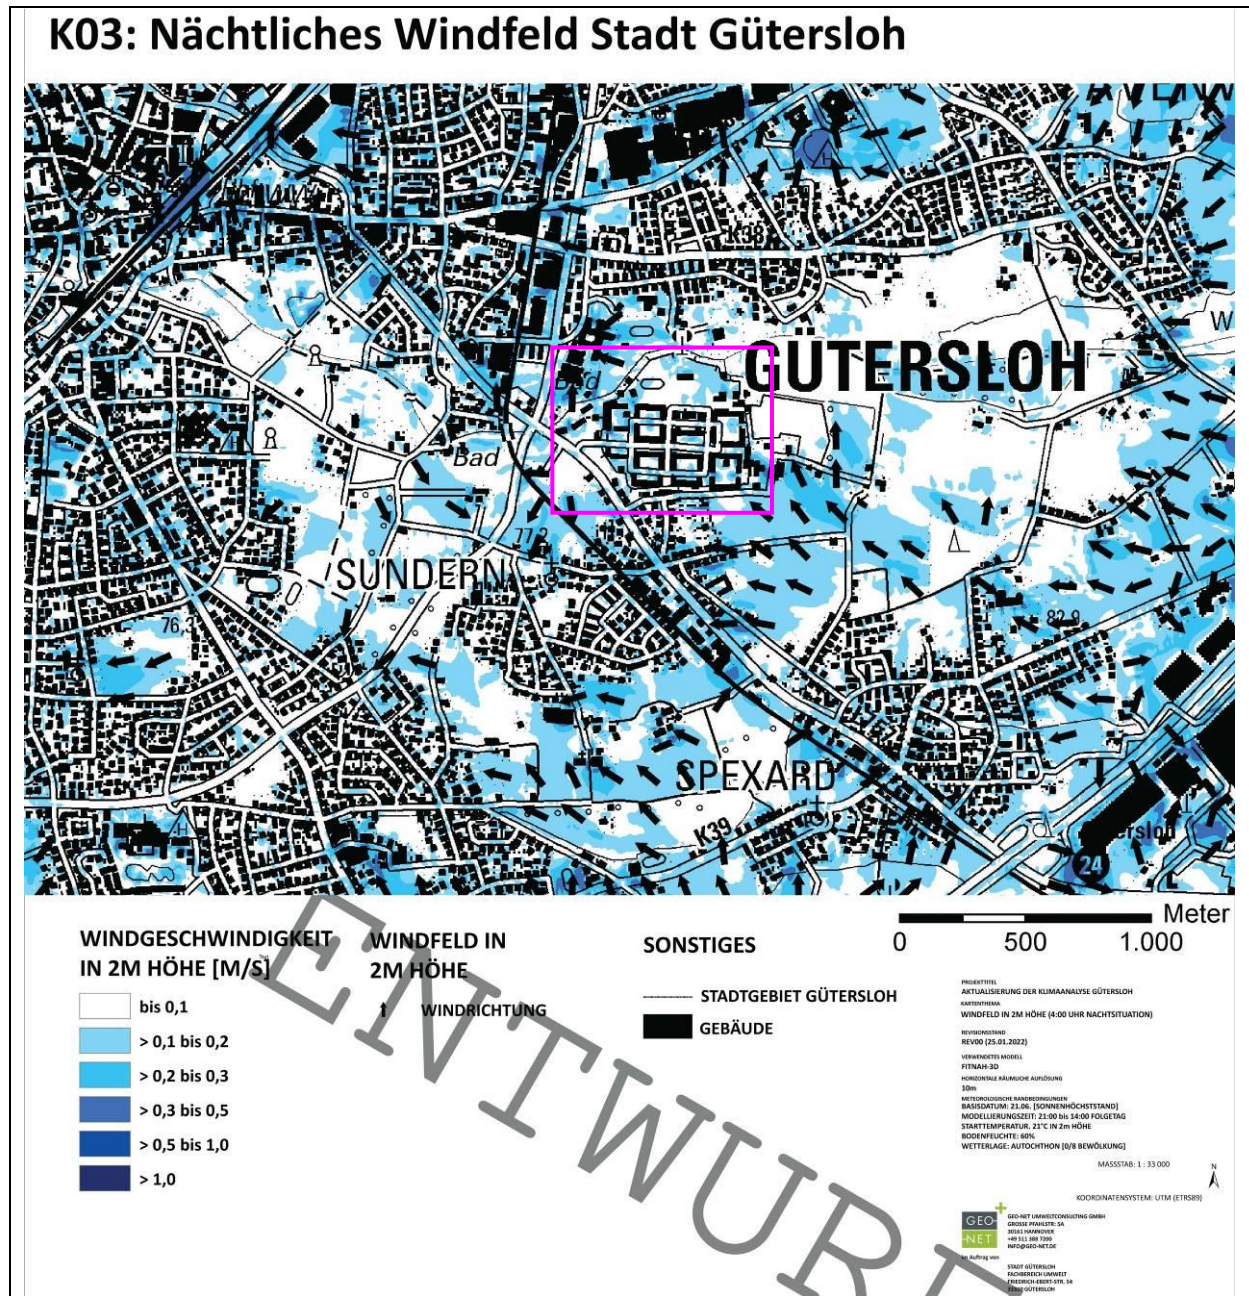 K03: Nächtliches Windfeld Stadt Gütersloh
K38
GÜTERSLOH
W
Bad
Bad
77,2
SUNDERN
76,3
82,9
SPEXARD
K39
24
Meter
0 500 1.000
WINDGESCHWINDIGKEIT
IN 2M HÖHE [M/S]
bis 0,1
> 0,1 bis 0,2
> 0,2 bis 0,3
> 0,3 bis 0,5
> 0,5 bis 1,0
> 1,0
WINDFELD IN
2M HÖHE
WINDRICHTUNG
SONSTIGES
STADTGEBIET GÜTERSLOH
GEBÄUDE
ENTWURF
PROJEKTTITEL
AKTUALISIERUNG DER KLIMAANALYSE GÜTERSLOH
KARTENTHEMA
WINDFELD IN 2M HÖHE (4:00 UHR NACHTSITUATION)
REVISIONSSTAND
REV00 (25.01.2022)
VERWENDETES MODELL
FITNAH-3D
HORIZONTALE RÄUMLICHE AUFLÖSUNG
10m
METEOROLOGISCHE RANDBEDINGUNGEN
BASISDATUM: 21.06. [SONNENHÖCHSTSTAND]
MODELLIERUNGSZEIT: 21:00 bis 14:00 FOLGETAG
STARTTEMPERATUR. 21°C IN 2m HÖHE
BODENFEUCHTE: 60%
WETTERLAGE: AUTOCHTHON [0/8 BEWÖLKUNG]
MASSSTAB: 1 : 33 000
N
KOORDINATENSYSTEM: UTM (ETRS89)
GEO
NET
GEO-NET UMWELTCONSULTING GMBH
GROSSE PFAHLSTR: 5A
30161 HANNOVER
+49 511 388 7200
INFO@GEO-NET.DE
im Auftrag von
STADT GÜTERSLOH
FACHBEREICH UMWELT
FRIEDRICH-EBERT-STR. 54
33330 GÜTERSLOH